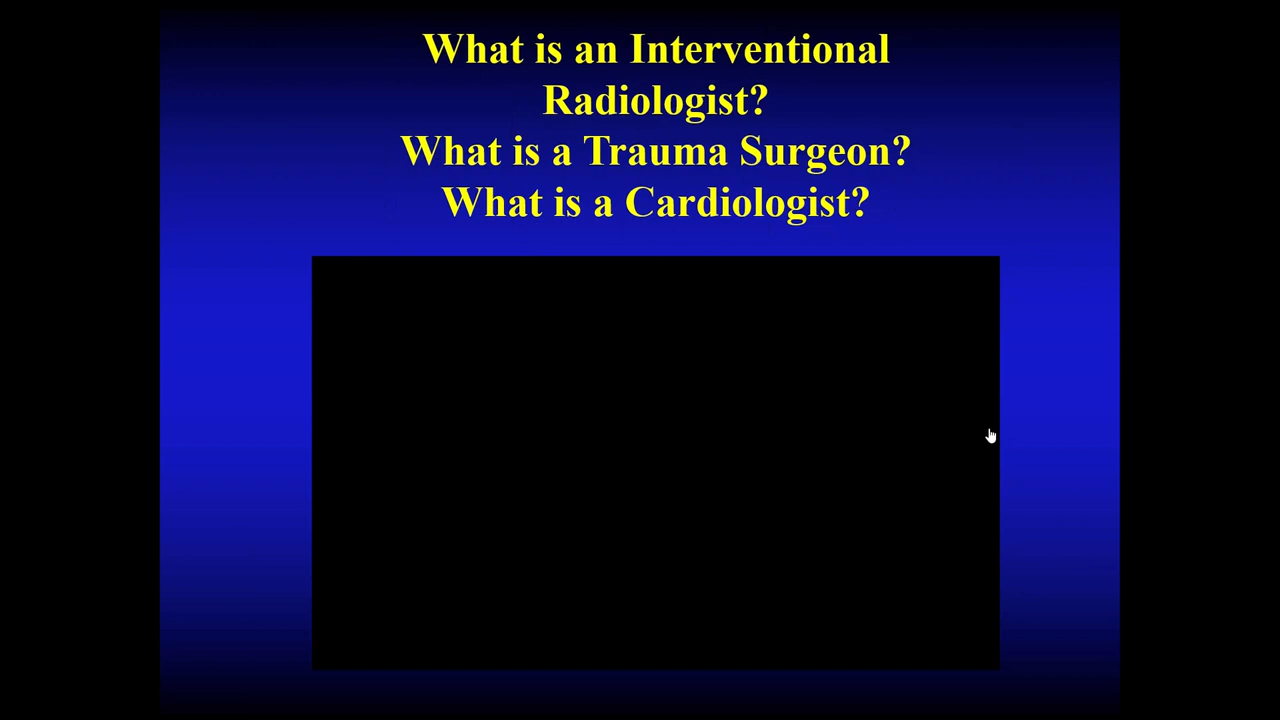 What is an Interventional
Radiologist?
What is a Trauma Surgeon?
What is a Cardiologist?